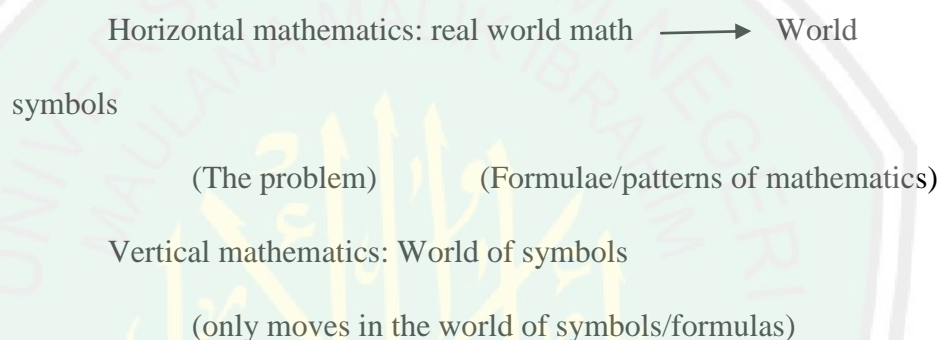 Horizontal mathematics: real world math ⟶ World
symbols
(The problem) (Formulae/patterns of mathematics)
Vertical mathematics: World of symbols
(only moves in the world of symbols/formulas)